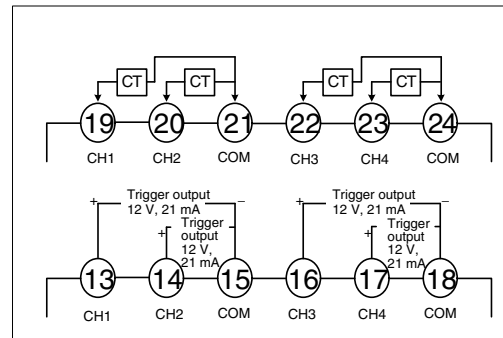 CT CT CT CT
19 20 21 22 23 24
CH1 CH2 COM CH3 CH4 COM
+ Trigger output – + Trigger output –
12 V, 21 mA 12 V, 21 mA
+ Trigger + Trigger
output output
12 V, 12 V,
21 mA 21 mA
13 14 15 16 17 18
CH1 CH2 COM CH3 CH4 COM